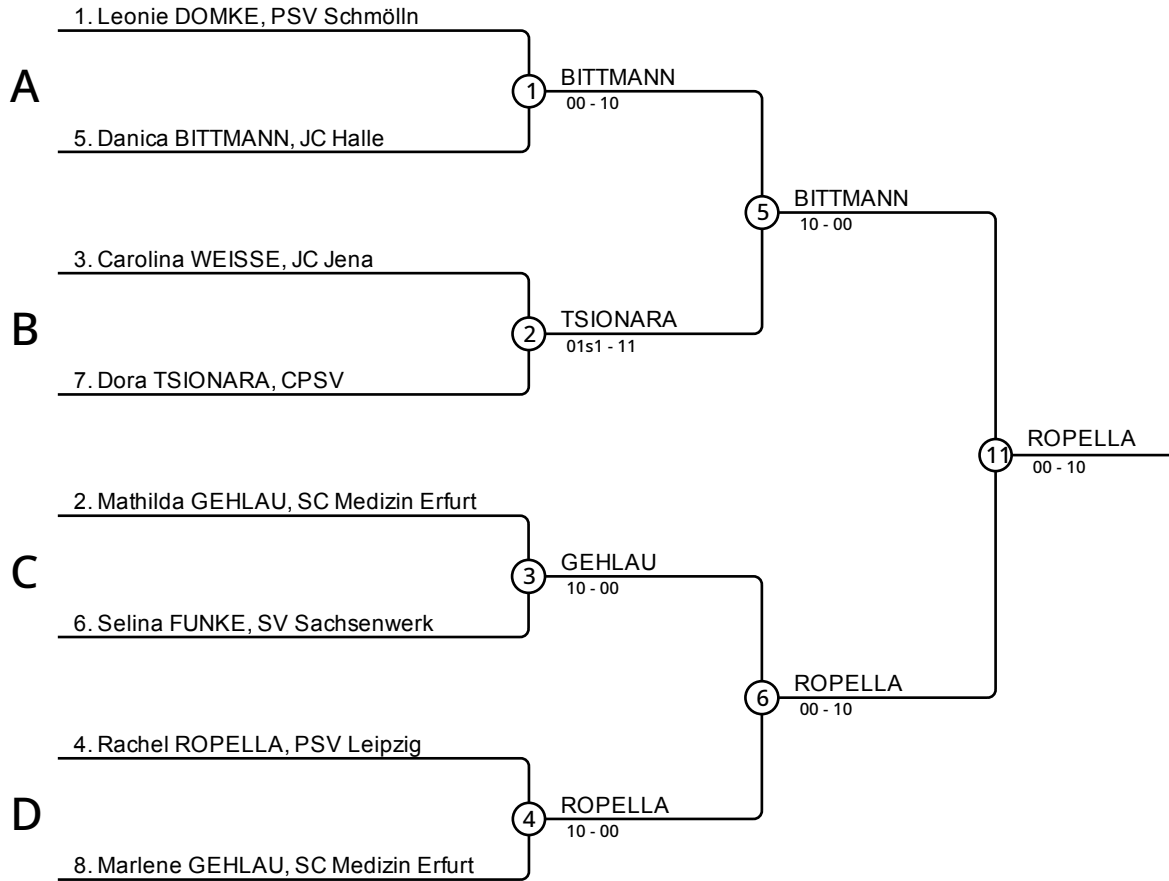 1. Leonie DOMKE, PSV Schmölln
A
1
BITTMANN
00 - 10
5. Danica BITTMANN, JC Halle
5
BITTMANN
10 - 00
3. Carolina WEISSE, JC Jena
B
2
TSIONARA
01s1 - 11
7. Dora TSIONARA, CPSV
11
ROPELLA
00 - 10
2. Mathilda GEHLAU, SC Medizin Erfurt
C
3
GEHLAU
10 - 00
6. Selina FUNKE, SV Sachsenwerk
6
ROPELLA
00 - 10
4. Rachel ROPELLA, PSV Leipzig
D
4
ROPELLA
10 - 00
8. Marlene GEHLAU, SC Medizin Erfurt